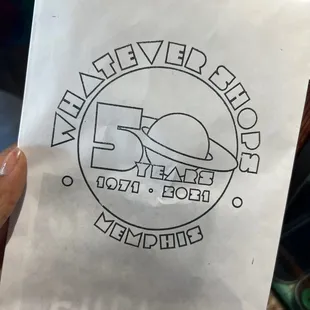 WHATEVER SHOPS
50
YEARS
1971 · 2021
MEMPHIS